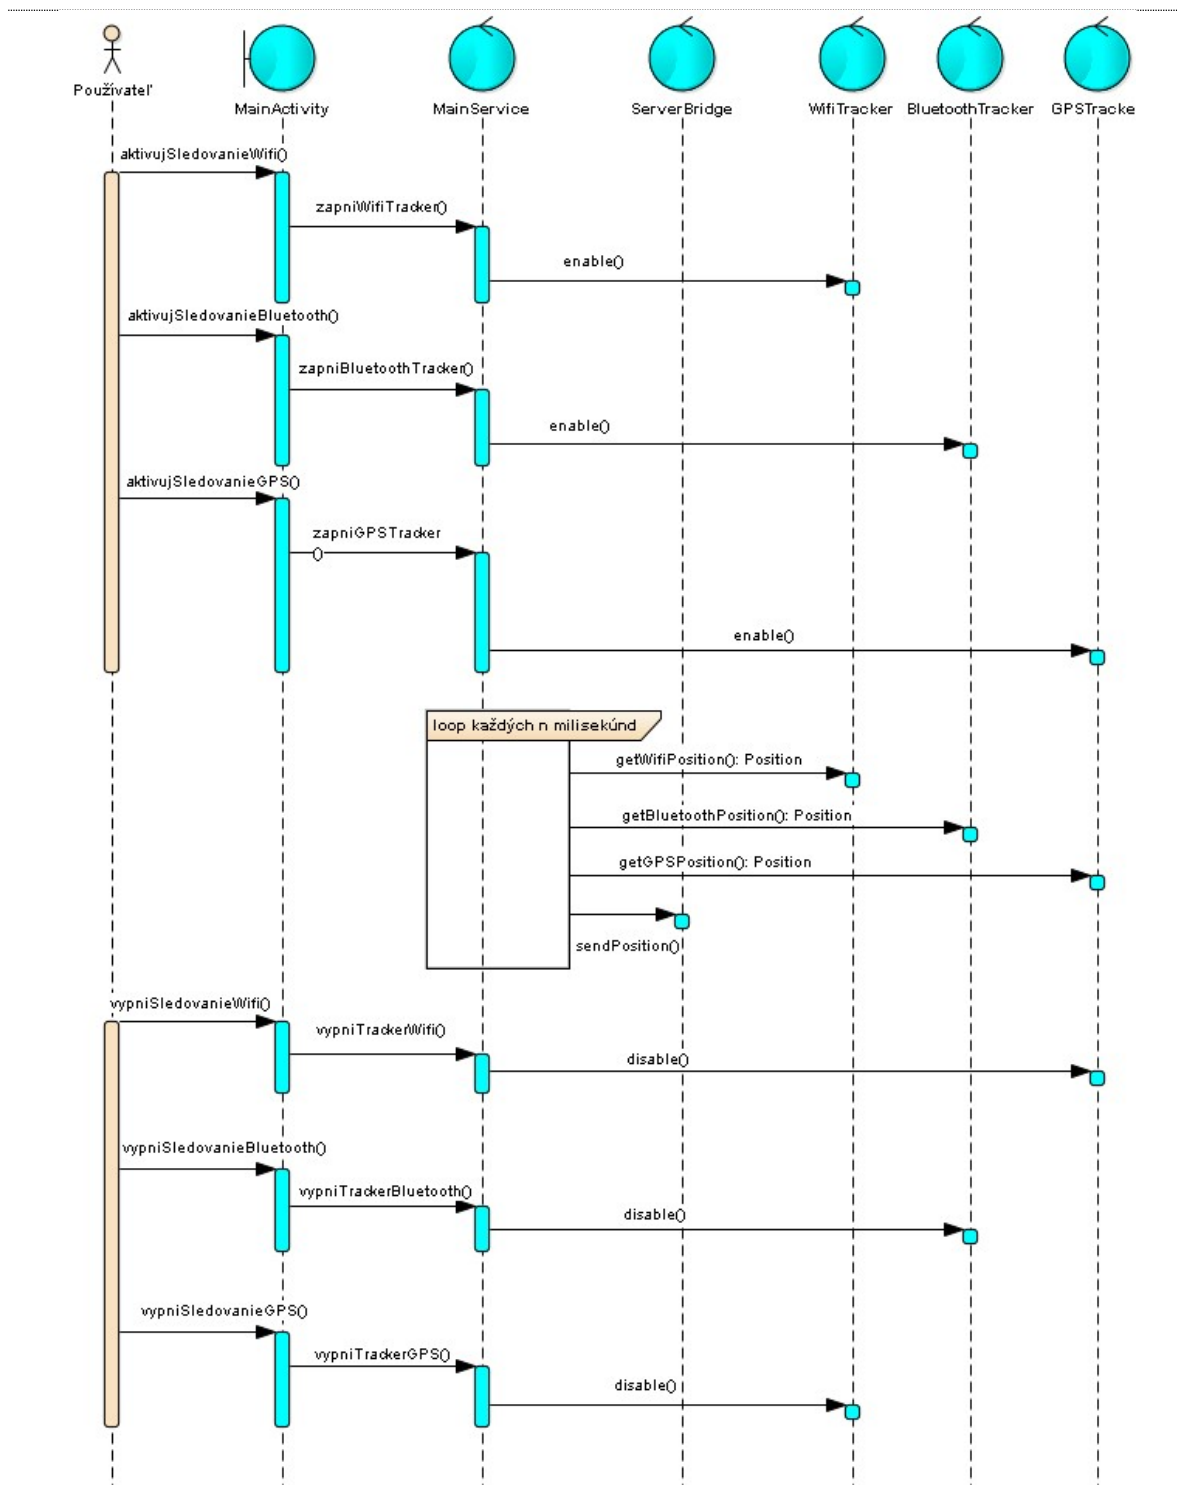 Používateľ
MainActivity
MainService
ServerBridge
WifiTracker
BluetoothTracker
GPSTracke
aktivujSledovanieWifi()
zapniWifiTracker()
enable()
aktivujSledovanieBluetooth()
zapniBluetoothTracker()
enable()
aktivujSledovanieGPS()
zapniGPSTracker
()
enable()
loop každých n milisekúnd
getWifiPosition(): Position
getBluetoothPosition(): Position
getGPSPosition(): Position
sendPosition()
vypniSledovanieWifi()
vypniTrackerWifi()
disable()
vypniSledovanieBluetooth()
vypniTrackerBluetooth()
disable()
vypniSledovanieGPS()
vypniTrackerGPS()
disable()